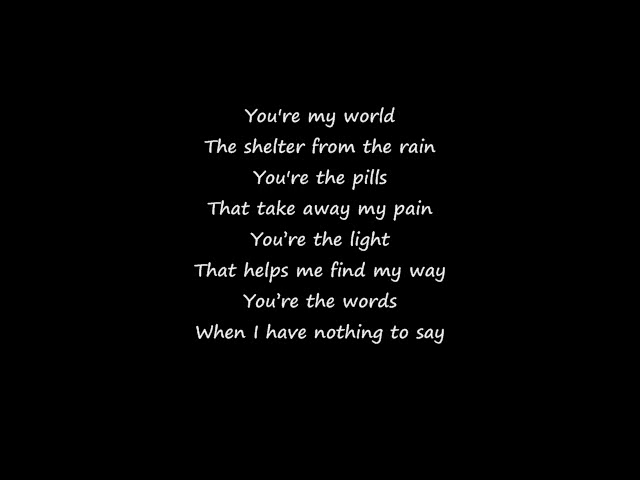 You're my world
The shelter from the rain
You're the pills
That take away my pain
You’re the light
That helps me find my way
You’re the words
When I have nothing to say